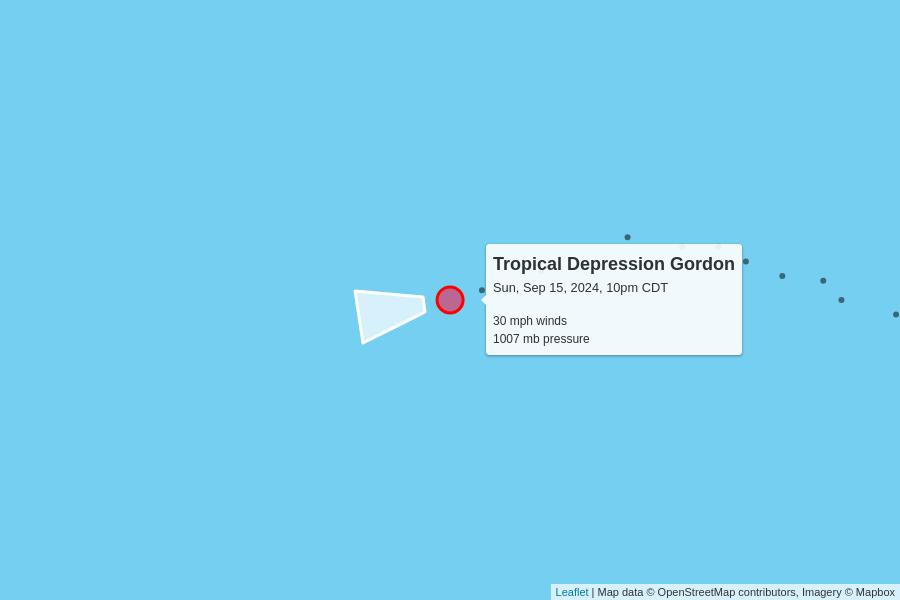 Tropical Depression Gordon
Sun, Sep 15, 2024, 10pm CDT
30 mph winds
1007 mb pressure
Leaflet | Map data © OpenStreetMap contributors, Imagery © Mapbox